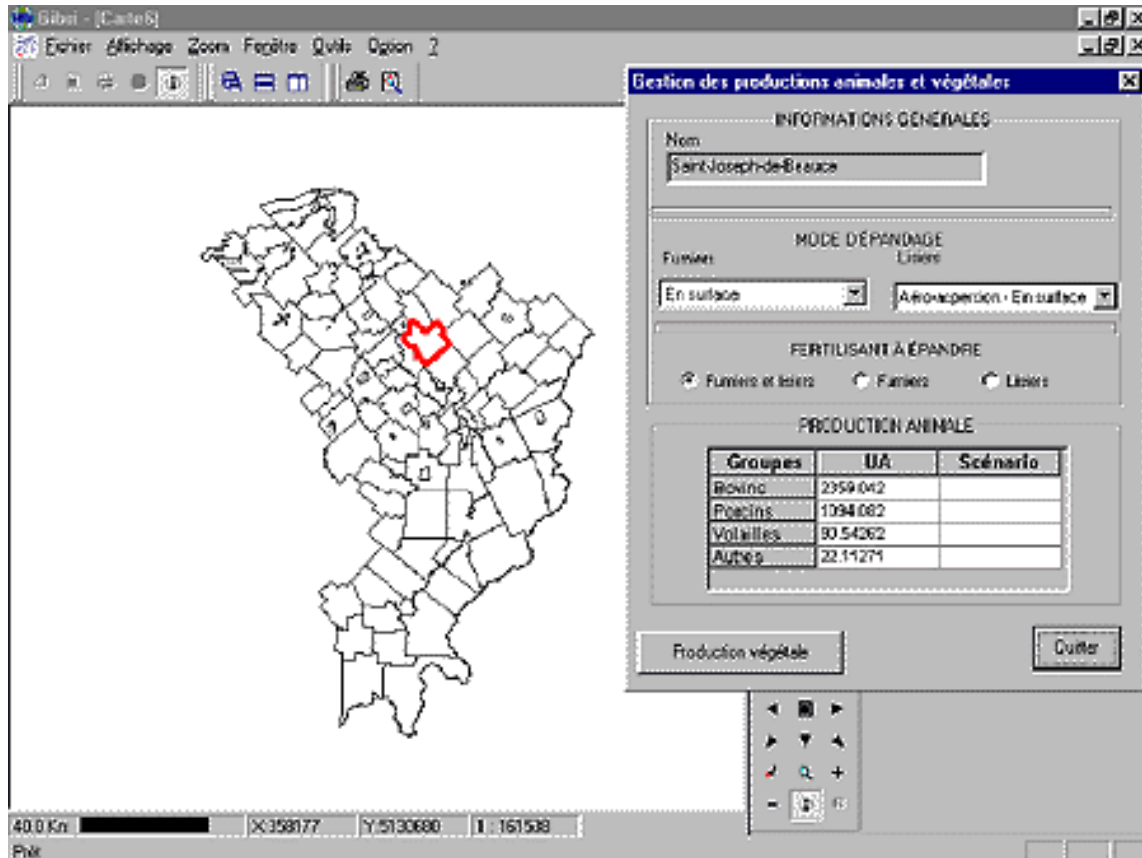 Gibsi - [Carte6]
Fichier Affichage Zoom Fenêtre Outils Option ?
Gestion des productions animales et végétales
INFORMATIONS GÉNÉRALES
Nom
Saint-Joseph-de-Beauce
MODE D'ÉPANDAGE
Fumiers Lisiers
En surface Aéroaspersion - En surface
FERTILISANT À ÉPANDRE
Fumiers et lisiers Fumiers Lisiers
PRODUCTION ANIMALE
Groupes UA Scénario
Bovins 2359.042
Porcins 1094.082
Volailles 90.54262
Autres 22.11271
Production végétale Quitter
40.0 Km X:358177 Y:5130680 1 : 161538
Prêt